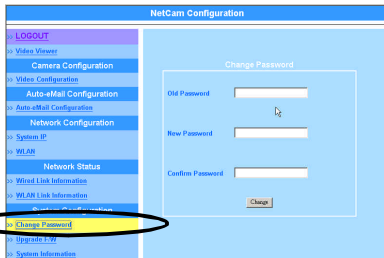 NetCam Configuration
>> LOGOUT
>> Video Viewer
Camera Configuration
>> Video Configuration
Auto-eMail Configuration
>> Auto-eMail Configuration
Network Configuration
>> System IP
>> WLAN
Network Status
>> Wired Link Information
>> WLAN Link Information
System Configuration
>> Change Password
>> Upgrade F/W
>> System Information
Change Password
Old Password
New Password
Confirm Password
Change